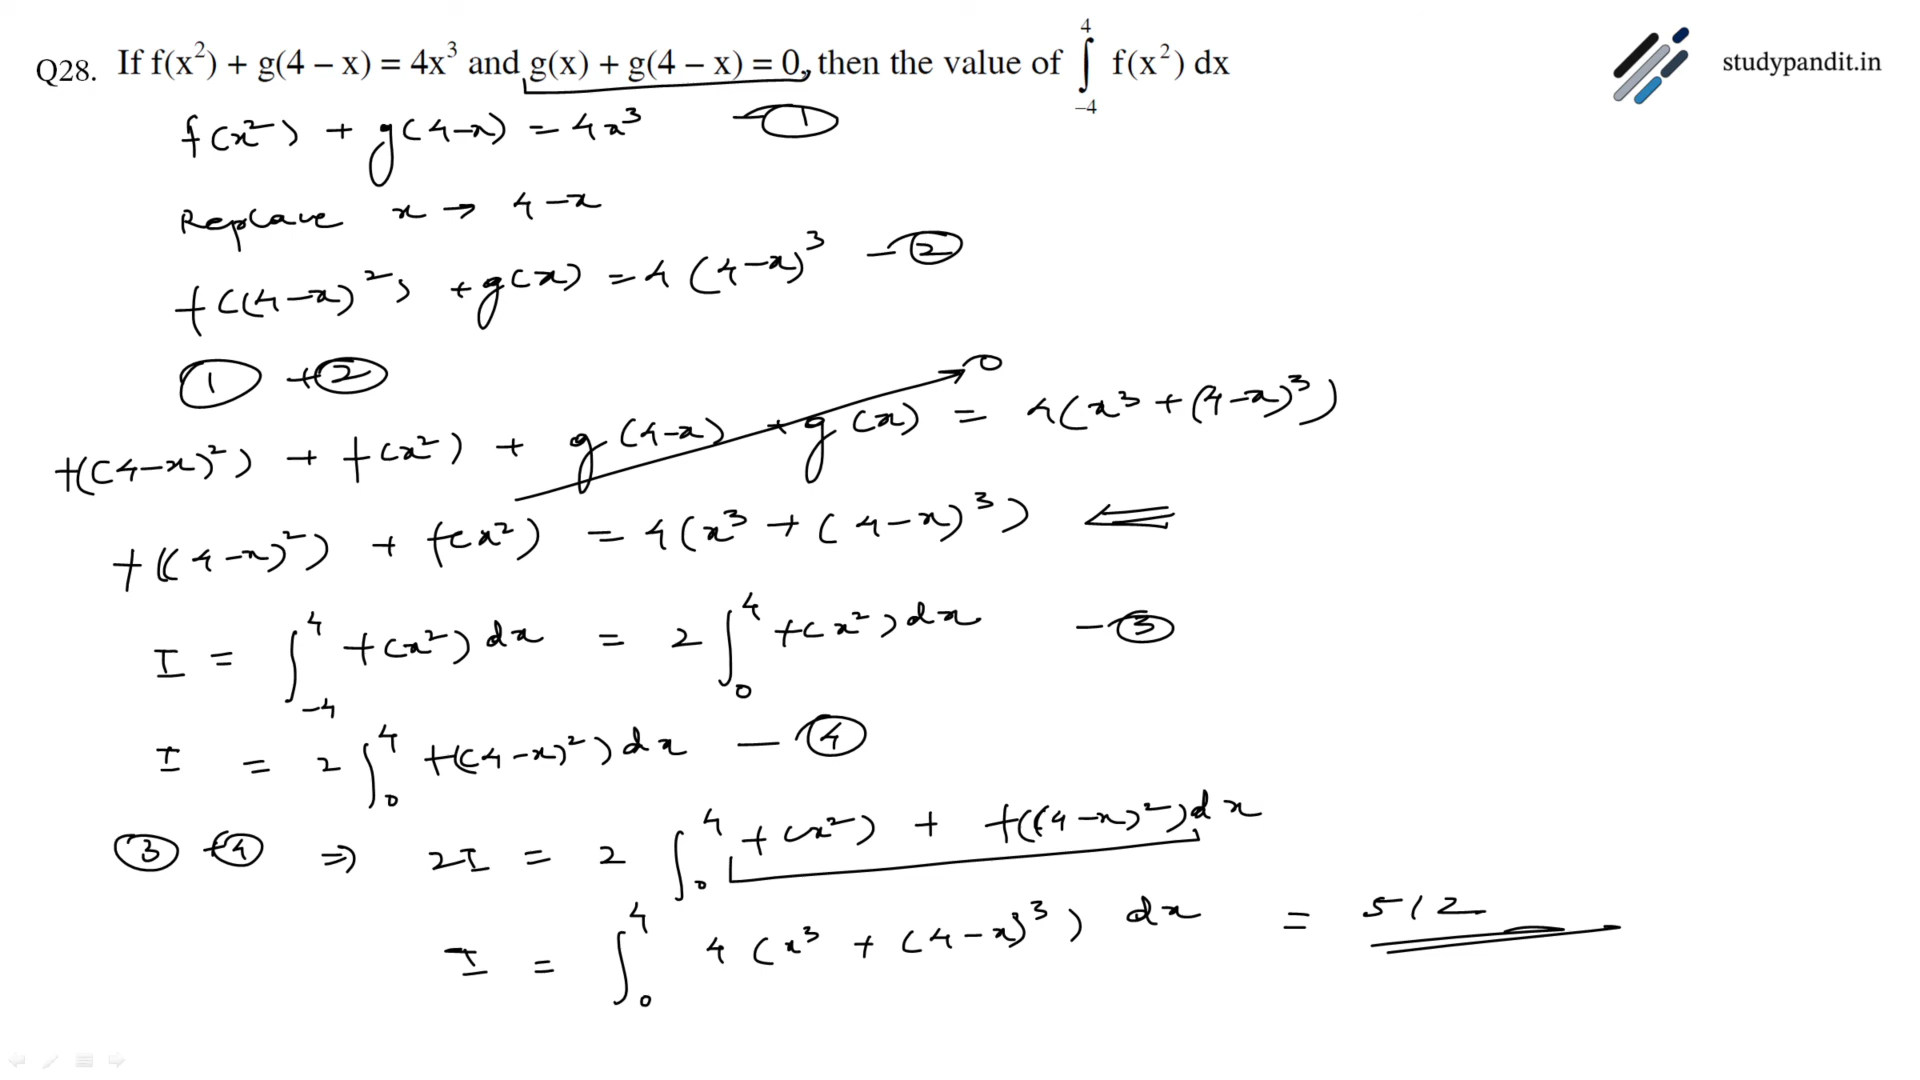 Q28. If f(x²) + g(4 – x) = 4x³ and g(x) + g(4 – x) = 0, then the value of ∫₋₄⁴ f(x²) dx
studypandit.in
f(x²) + g(4-x) = 4x³ — ①
Replace x → 4-x
f((4-x)²) + g(x) = 4(4-x)³ — ②
① + ②
f((4-x)²) + f(x²) + g(4-x) + g(x) = 4(x³ + (4-x)³)
0
f((4-x)²) + f(x²) = 4(x³ + (4-x)³) ⇐
I = ∫₋₄⁴ f(x²) dx = 2 ∫₀⁴ f(x²) dx — ③
I = 2 ∫₀⁴ f((4-x)²) dx — ④
③ + ④ ⇒ 2I = 2 ∫₀⁴ f(x²) + f((4-x)²) dx
I = ∫₀⁴ 4(x³ + (4-x)³) dx = 512